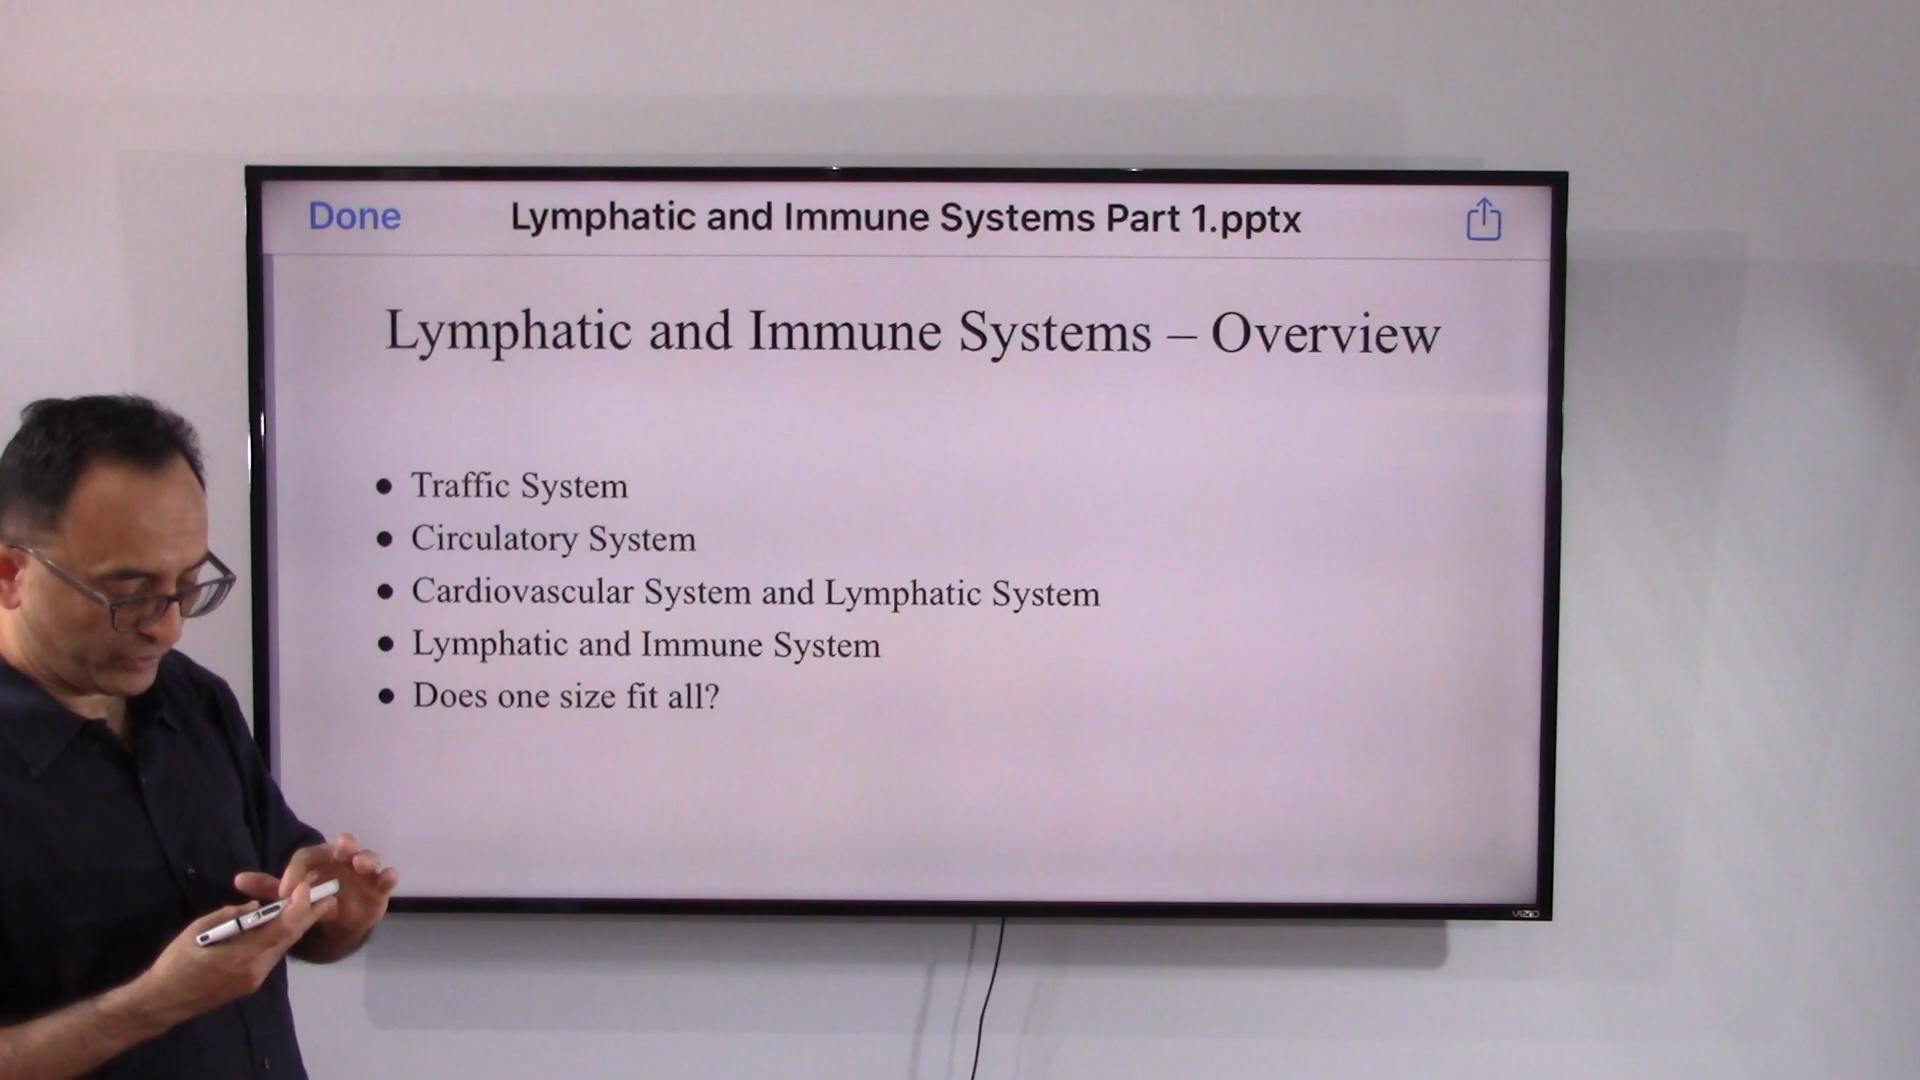 Done Lymphatic and Immune Systems Part 1.pptx
Lymphatic and Immune Systems – Overview
● Traffic System
● Circulatory System
● Cardiovascular System and Lymphatic System
● Lymphatic and Immune System
● Does one size fit all?
VIZIO